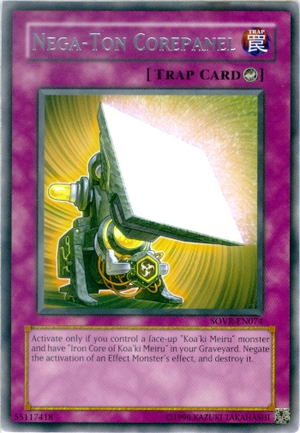 NEGA-TON COREPANEL
TRAP
罠
[TRAP CARD]
SOVR-EN074
Activate only if you control a face-up "Koa'ki Meiru" monster
and have "Iron Core of Koa'ki Meiru" in your Graveyard. Negate
the activation of an Effect Monster's effect, and destroy it.
55117418
©1996 KAZUKI TAKAHASHI